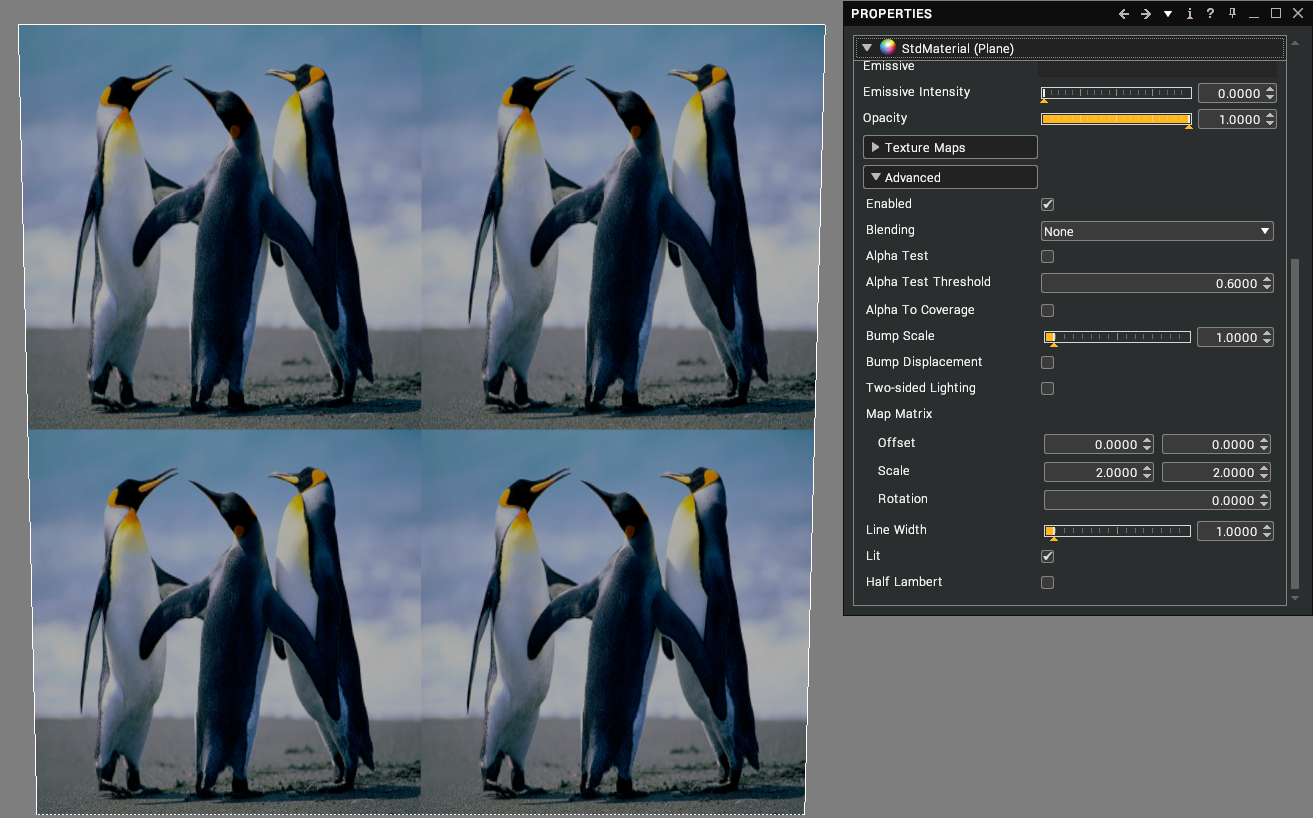 PROPERTIES
StdMaterial (Plane)
Emissive
Emissive Intensity 0.0000
Opacity 1.0000
Texture Maps
Advanced
Enabled
Blending None
Alpha Test
Alpha Test Threshold 0.6000
Alpha To Coverage
Bump Scale 1.0000
Bump Displacement
Two-sided Lighting
Map Matrix
Offset 0.0000 0.0000
Scale 2.0000 2.0000
Rotation 0.0000
Line Width 1.0000
Lit
Half Lambert